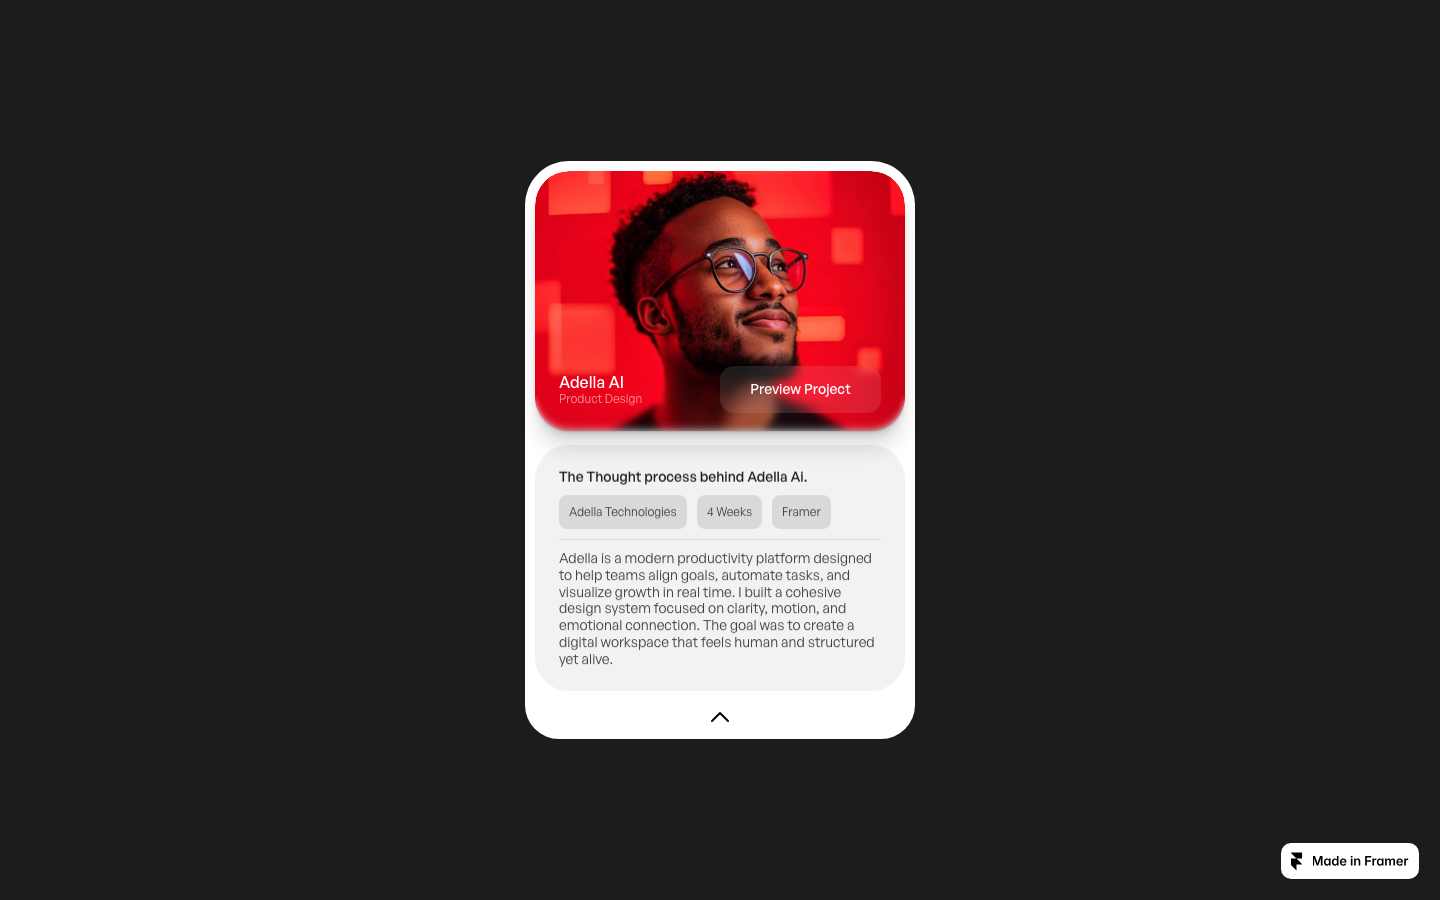 Adella AI
Product Design
Preview Project
The Thought process behind Adella Ai.
Adella Technologies
4 Weeks
Framer
Adella is a modern productivity platform designed
to help teams align goals, automate tasks, and
visualize growth in real time. I built a cohesive
design system focused on clarity, motion, and
emotional connection. The goal was to create a
digital workspace that feels human and structured
yet alive.
Made in Framer